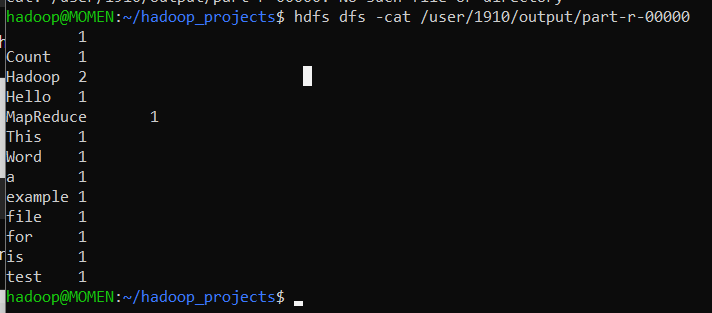 cat: /user/1910/output/part-r-00000: No such file or directory
hadoop@MOMEN:~/hadoop_projects$ hdfs dfs -cat /user/1910/output/part-r-00000
1
Count 1
Hadoop 2
Hello 1
MapReduce 1
This 1
Word 1
a 1
example 1
file 1
for 1
is 1
test 1
hadoop@MOMEN:~/hadoop_projects$